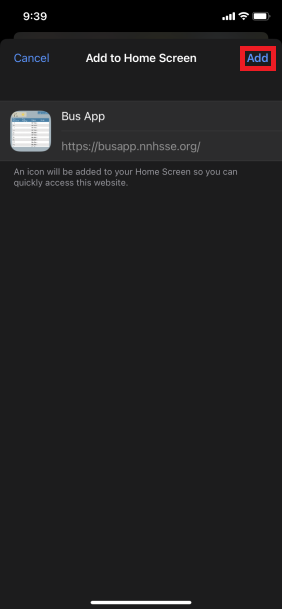 9:39
Cancel Add to Home Screen Add
Bus App
https://busapp.nnhsse.org/
An icon will be added to your Home Screen so you can
quickly access this website.